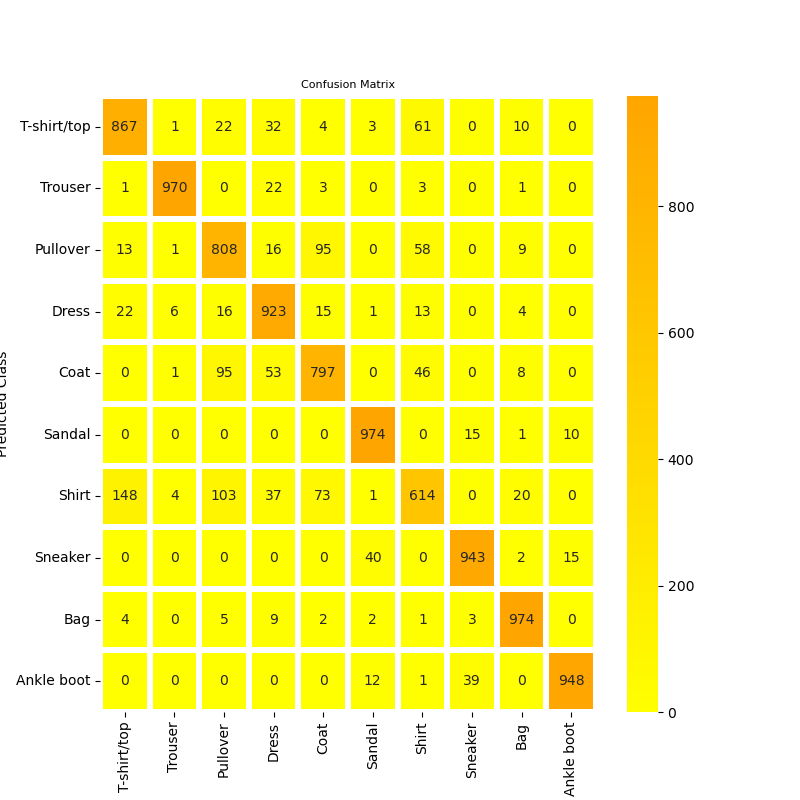 Confusion Matrix
T-shirt/top 867 1 22 32 4 3 61 0 10 0
Trouser 1 970 0 22 3 0 3 0 1 0
Pullover 13 1 808 16 95 0 58 0 9 0
Dress 22 6 16 923 15 1 13 0 4 0
Coat 0 1 95 53 797 0 46 0 8 0
Sandal 0 0 0 0 0 974 0 15 1 10
Shirt 148 4 103 37 73 1 614 0 20 0
Sneaker 0 0 0 0 0 40 0 943 2 15
Bag 4 0 5 9 2 2 1 3 974 0
Ankle boot 0 0 0 0 0 12 1 39 0 948
T-shirt/top Trouser Pullover Dress Coat Sandal Shirt Sneaker Bag Ankle boot
Predicted Class
800
600
400
200
0